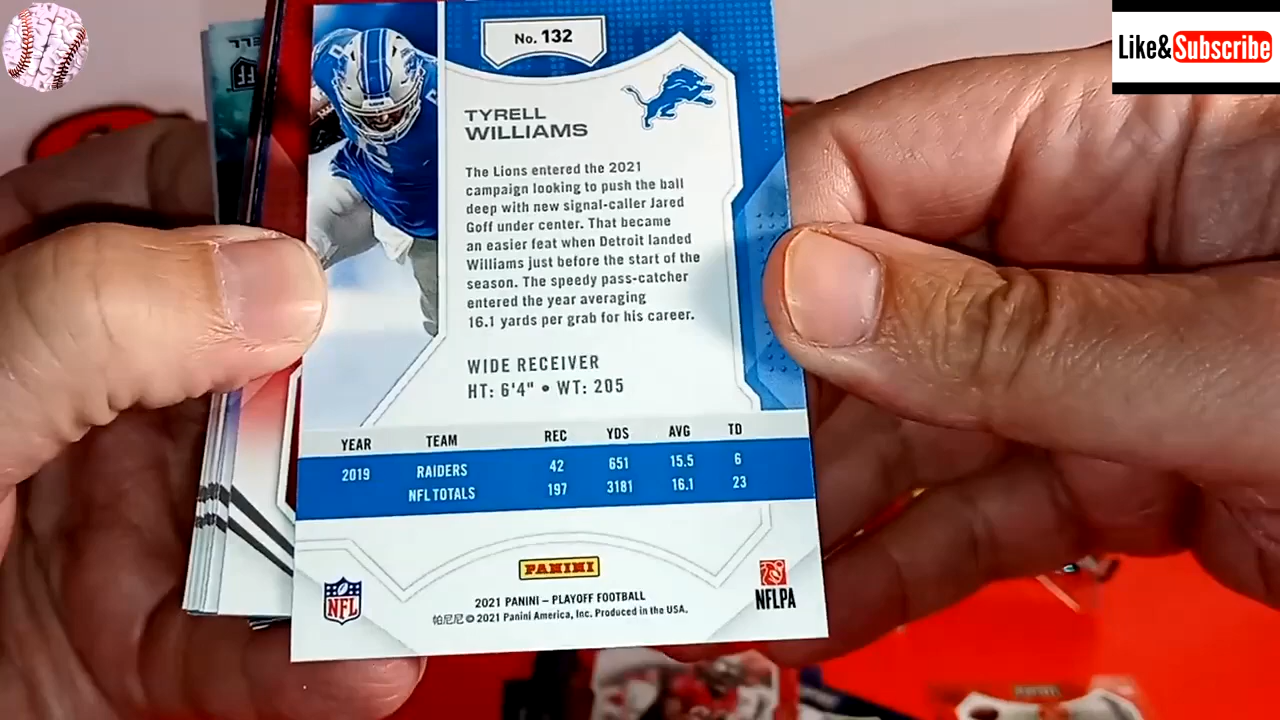 Like&Subscribe
No. 132
TYRELL
WILLIAMS
The Lions entered the 2021
campaign looking to push the ball
deep with new signal-caller Jared
Goff under center. That became
an easier feat when Detroit landed
Williams just before the start of the
season. The speedy pass-catcher
entered the year averaging
16.1 yards per grab for his career.
WIDE RECEIVER
HT: 6'4" • WT: 205
YEAR TEAM REC YDS AVG TD
2019 RAIDERS 42 651 15.5 6
NFL TOTALS 197 3181 16.1 23
PANINI
NFL
NFLPA
2021 PANINI – PLAYOFF FOOTBALL
帕尼尼 © 2021 Panini America, Inc. Produced in the USA.